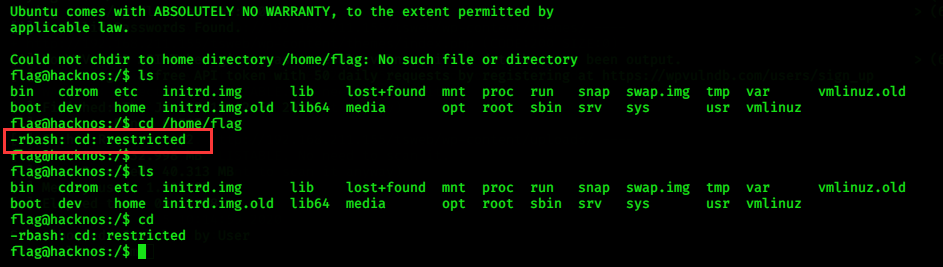 Ubuntu comes with ABSOLUTELY NO WARRANTY, to the extent permitted by
applicable law.
Could not chdir to home directory /home/flag: No such file or directory
flag@hacknos:/$ ls
bin cdrom etc initrd.img lib lost+found mnt proc run snap swap.img tmp var vmlinuz.old
boot dev home initrd.img.old lib64 media opt root sbin srv sys usr vmlinuz
flag@hacknos:/$ cd /home/flag
-rbash: cd: restricted
flag@hacknos:/$
flag@hacknos:/$ ls
bin cdrom etc initrd.img lib lost+found mnt proc run snap swap.img tmp var vmlinuz.old
boot dev home initrd.img.old lib64 media opt root sbin srv sys usr vmlinuz
flag@hacknos:/$ cd
-rbash: cd: restricted
flag@hacknos:/$